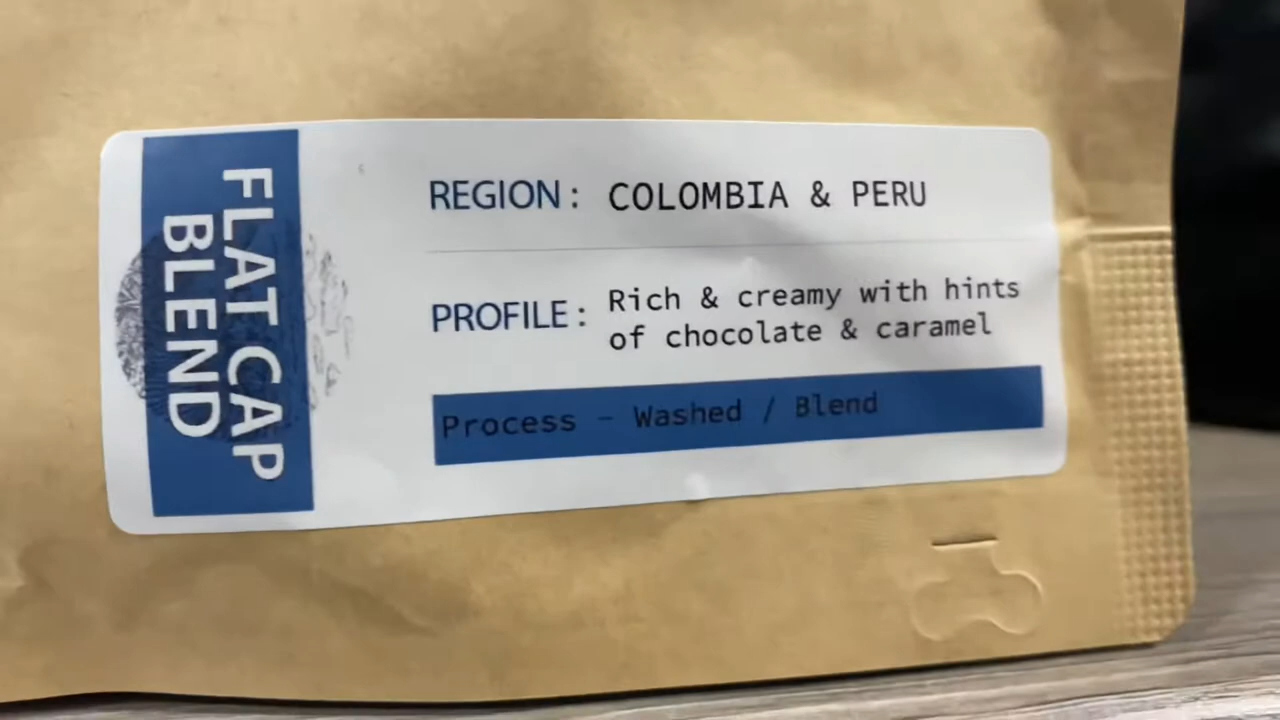 FLAT CAP
BLEND
REGION: COLOMBIA & PERU
PROFILE: Rich & creamy with hints
of chocolate & caramel
Process - Washed / Blend